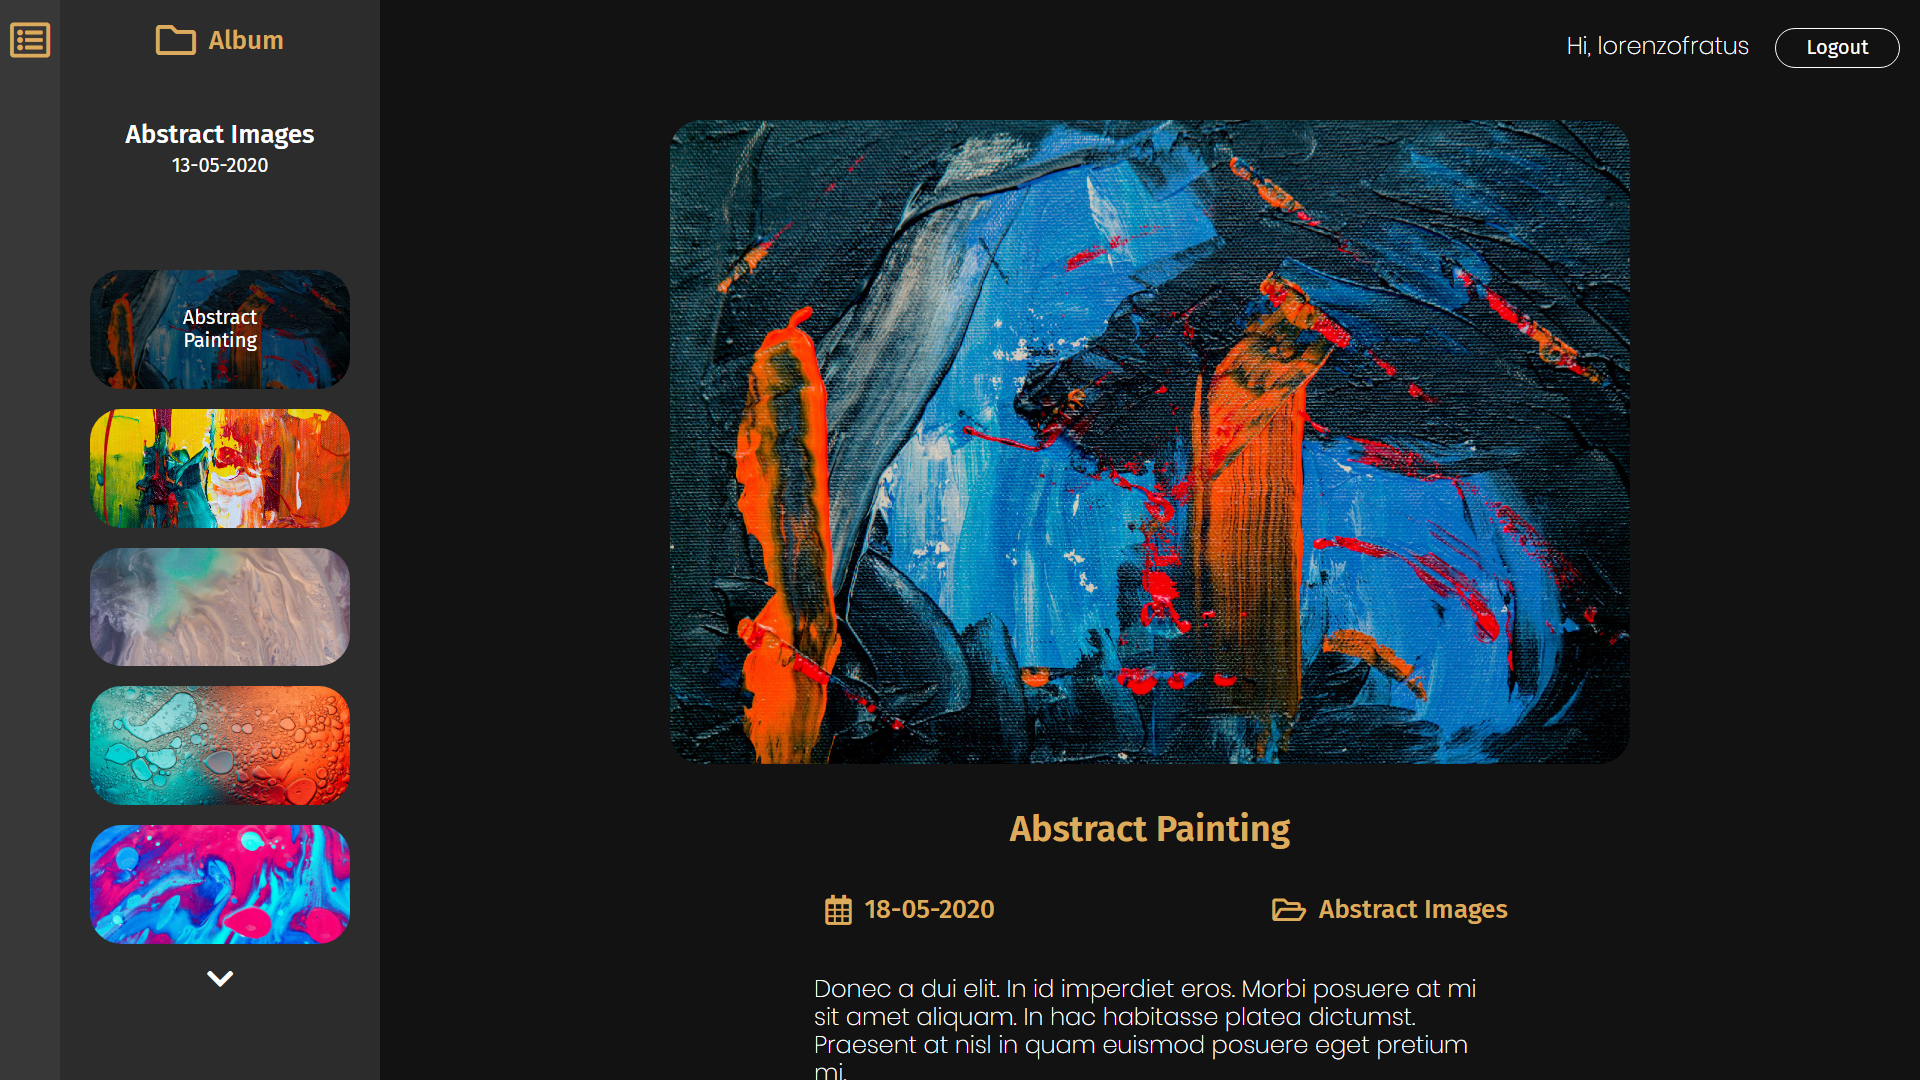 Album
Abstract Images
13-05-2020
Abstract
Painting
Hi, lorenzofratus
Logout
Abstract Painting
18-05-2020
Abstract Images
Donec a dui elit. In id imperdiet eros. Morbi posuere at mi
sit amet aliquam. In hac habitasse platea dictumst.
Praesent at nisl in quam euismod posuere eget pretium
mi.